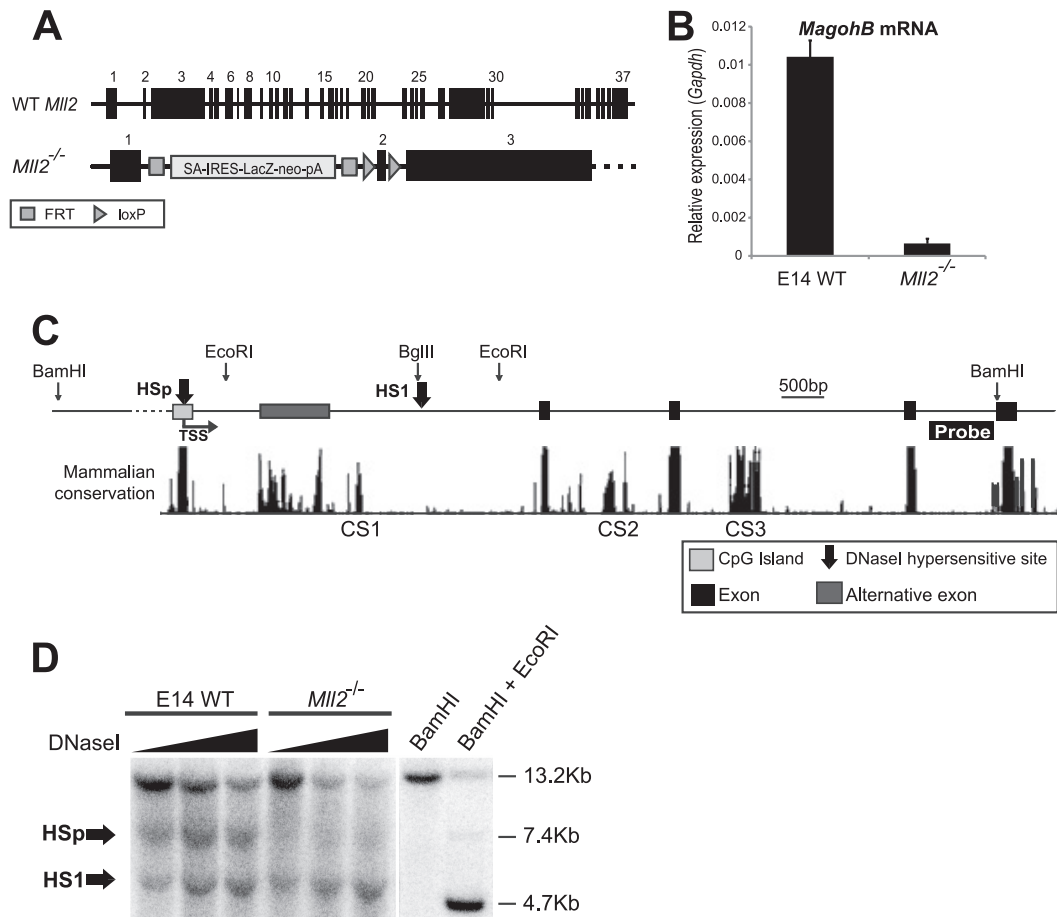 A
1 2 3 4 6 8 10 15 20 25 30 37
WT Mll2
Mll2-/-
1 2 3
SA-IRES-LacZ-neo-pA
FRT loxP
B
MagohB mRNA
Relative expression (Gapdh)
0.012
0.01
0.008
0.006
0.004
0.002
0
E14 WT Mll2-/-
C
BamHI EcoRI BglII EcoRI BamHI
HSp HS1 500bp
TSS
Probe
Mammalian
conservation
CS1 CS2 CS3
CpG Island DNaseI hypersensitive site
Exon Alternative exon
D
E14 WT Mll2-/- BamHI BamHI + EcoRI
DNaseI
13.2Kb
HSp 7.4Kb
HS1
4.7Kb